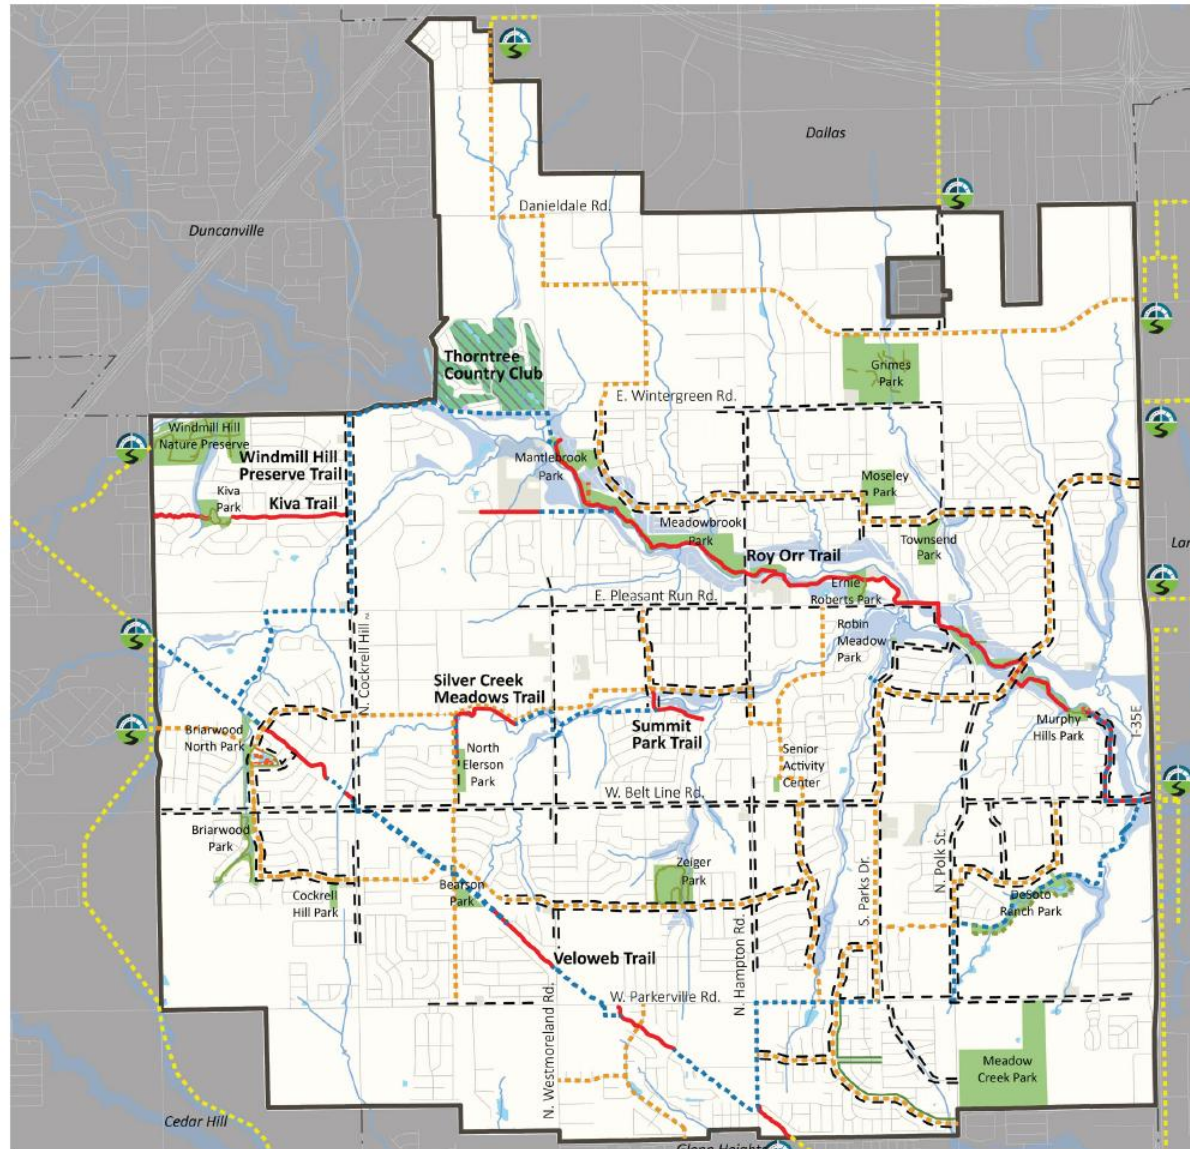 Dallas
Danieldale Rd.
Duncanville
Thorntree
Country Club
Grimes
Park
E. Wintergreen Rd.
Windmill Hill
Nature Preserve
Windmill Hill
Preserve Trail
Mantlebrook
Park
Kiva
Park
Kiva Trail
Moseley
Park
Meadowbrook
Park
Townsend
Park
Lan
Roy Orr Trail
Ernie
Roberts Park
E. Pleasant Run Rd.
Robin
Meadow
Park
N. Cockrell Hill
Silver Creek
Meadows Trail
Summit
Park Trail
Murphy
Hills Park
I-35E
Briarwood
North Park
North
Elerson
Park
Senior
Activity
Center
W. Belt Line Rd.
Briarwood
Park
Zeiger
Park
N. Polk St.
S. Parks Dr.
Cockrell
Hill Park
Bearson
Park
DeSoto
Ranch Park
N. Hampton Rd.
Veloweb Trail
W. Parkerville Rd.
N. Westmoreland Rd.
Meadow
Creek Park
Cedar Hill
Glenn Heights